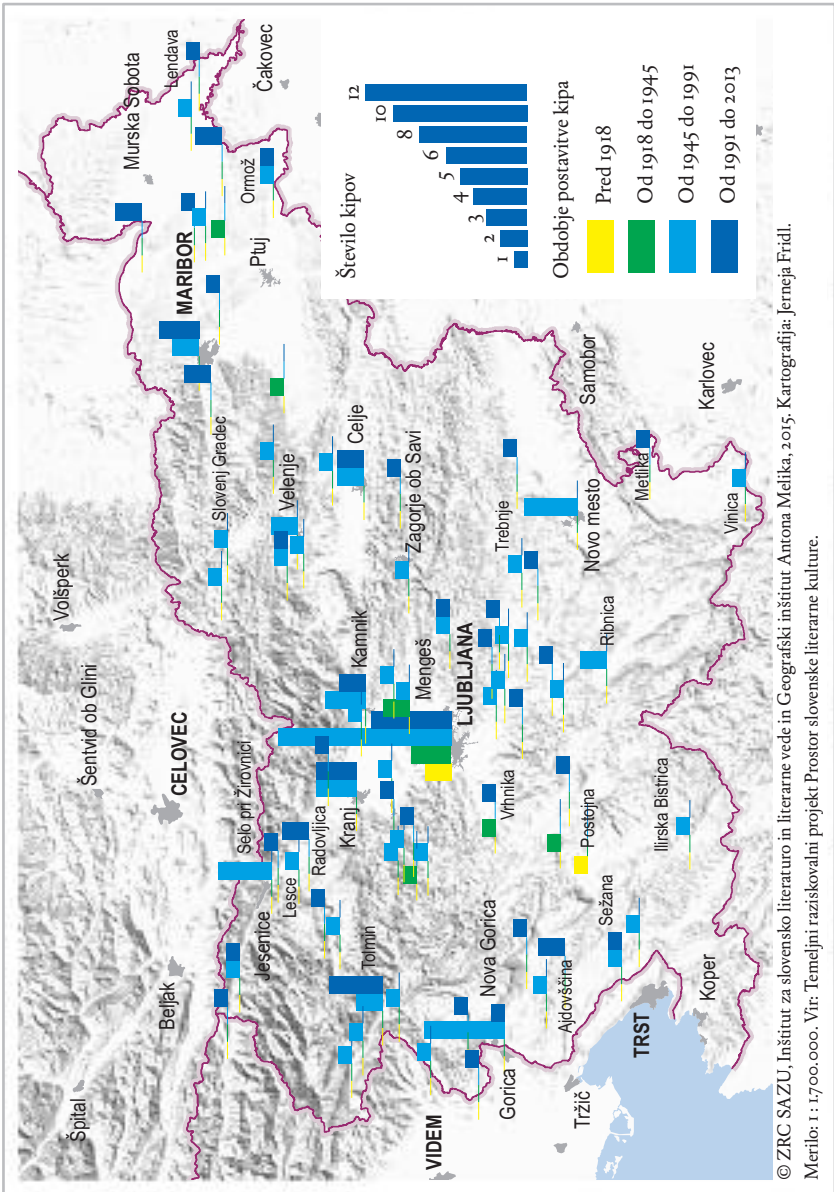 Špital
Beljak
Šentvid ob Glini
CELOVEC
Volšperk
Slovenj Gradec
MARIBOR
Murska Sobota
Lendava
Čakovec
Ormož
Ptuj
Velenje
Celje
Jesenice
Selo pri Žirovnici
Lesce
Radovljica
Kranj
Kamnik
Mengeš
Zagorje ob Savi
Tolmin
LJUBLJANA
Trebnje
Novo mesto
Samobor
Karlovec
Metlika
Vinica
Ribnica
Vrhnika
Postojna
Ilirska Bistrica
VIDEM
Gorica
Nova Gorica
Ajdovščina
Sežana
Tržič
TRST
Koper
Število kipov
1 2 3 4 5 6 8 10 12
Obdobje postavitve kipa
Pred 1918
Od 1918 do 1945
Od 1945 do 1991
Od 1991 do 2013
© ZRC SAZU, Inštitut za slovensko literaturo in literarne vede in Geografski inštitut Antona Melika, 2015. Kartografija: Jerneja Fridl.
Merilo: 1 : 1.700.000. Vir: Temeljni raziskovalni projekt Prostor slovenske literarne kulture.